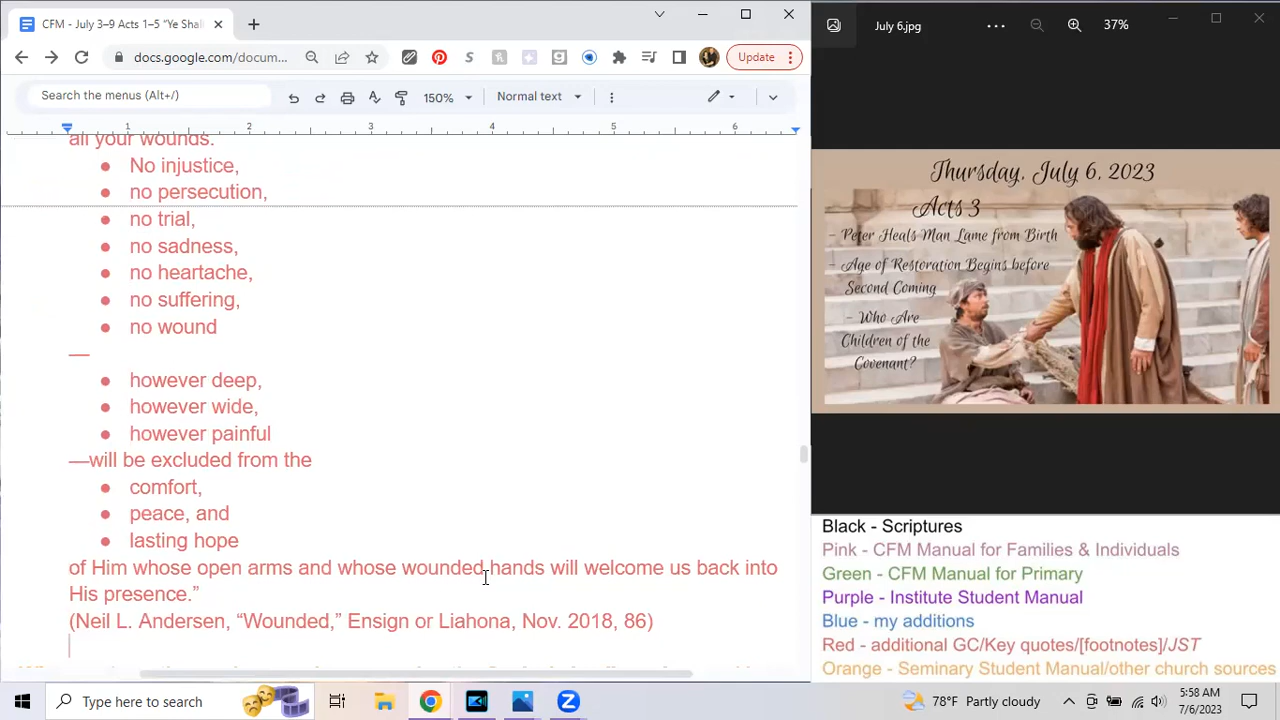 CFM - July 3–9 Acts 1–5 “Ye Shal
docs.google.com/docum...
Update
Search the menus (Alt+/)
150%
Normal text
1 2 3 4 5 6
all your wounds.
● No injustice,
● no persecution,
● no trial,
● no sadness,
● no heartache,
● no suffering,
● no wound
—
● however deep,
● however wide,
● however painful
—will be excluded from the
● comfort,
● peace, and
● lasting hope
of Him whose open arms and whose wounded hands will welcome us back into
His presence.”
(Neil L. Andersen, “Wounded,” Ensign or Liahona, Nov. 2018, 86)
July 6.jpg
37%
Thursday, July 6, 2023
Acts 3
- Peter Heals Man Lame from Birth
- Age of Restoration Begins before
Second Coming
- Who Are
Children of the
Covenant?
Black - Scriptures
Pink - CFM Manual for Families & Individuals
Green - CFM Manual for Primary
Purple - Institute Student Manual
Blue - my additions
Red - additional GC/Key quotes/[footnotes]/JST
Orange - Seminary Student Manual/other church sources
Type here to search
78°F Partly cloudy
5:58 AM
7/6/2023